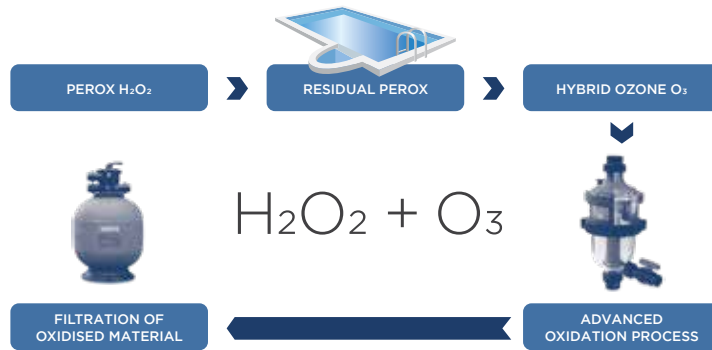 PEROX H₂O₂
RESIDUAL PEROX
HYBRID OZONE O₃
H₂O₂ + O₃
FILTRATION OF
OXIDISED MATERIAL
ADVANCED
OXIDATION PROCESS